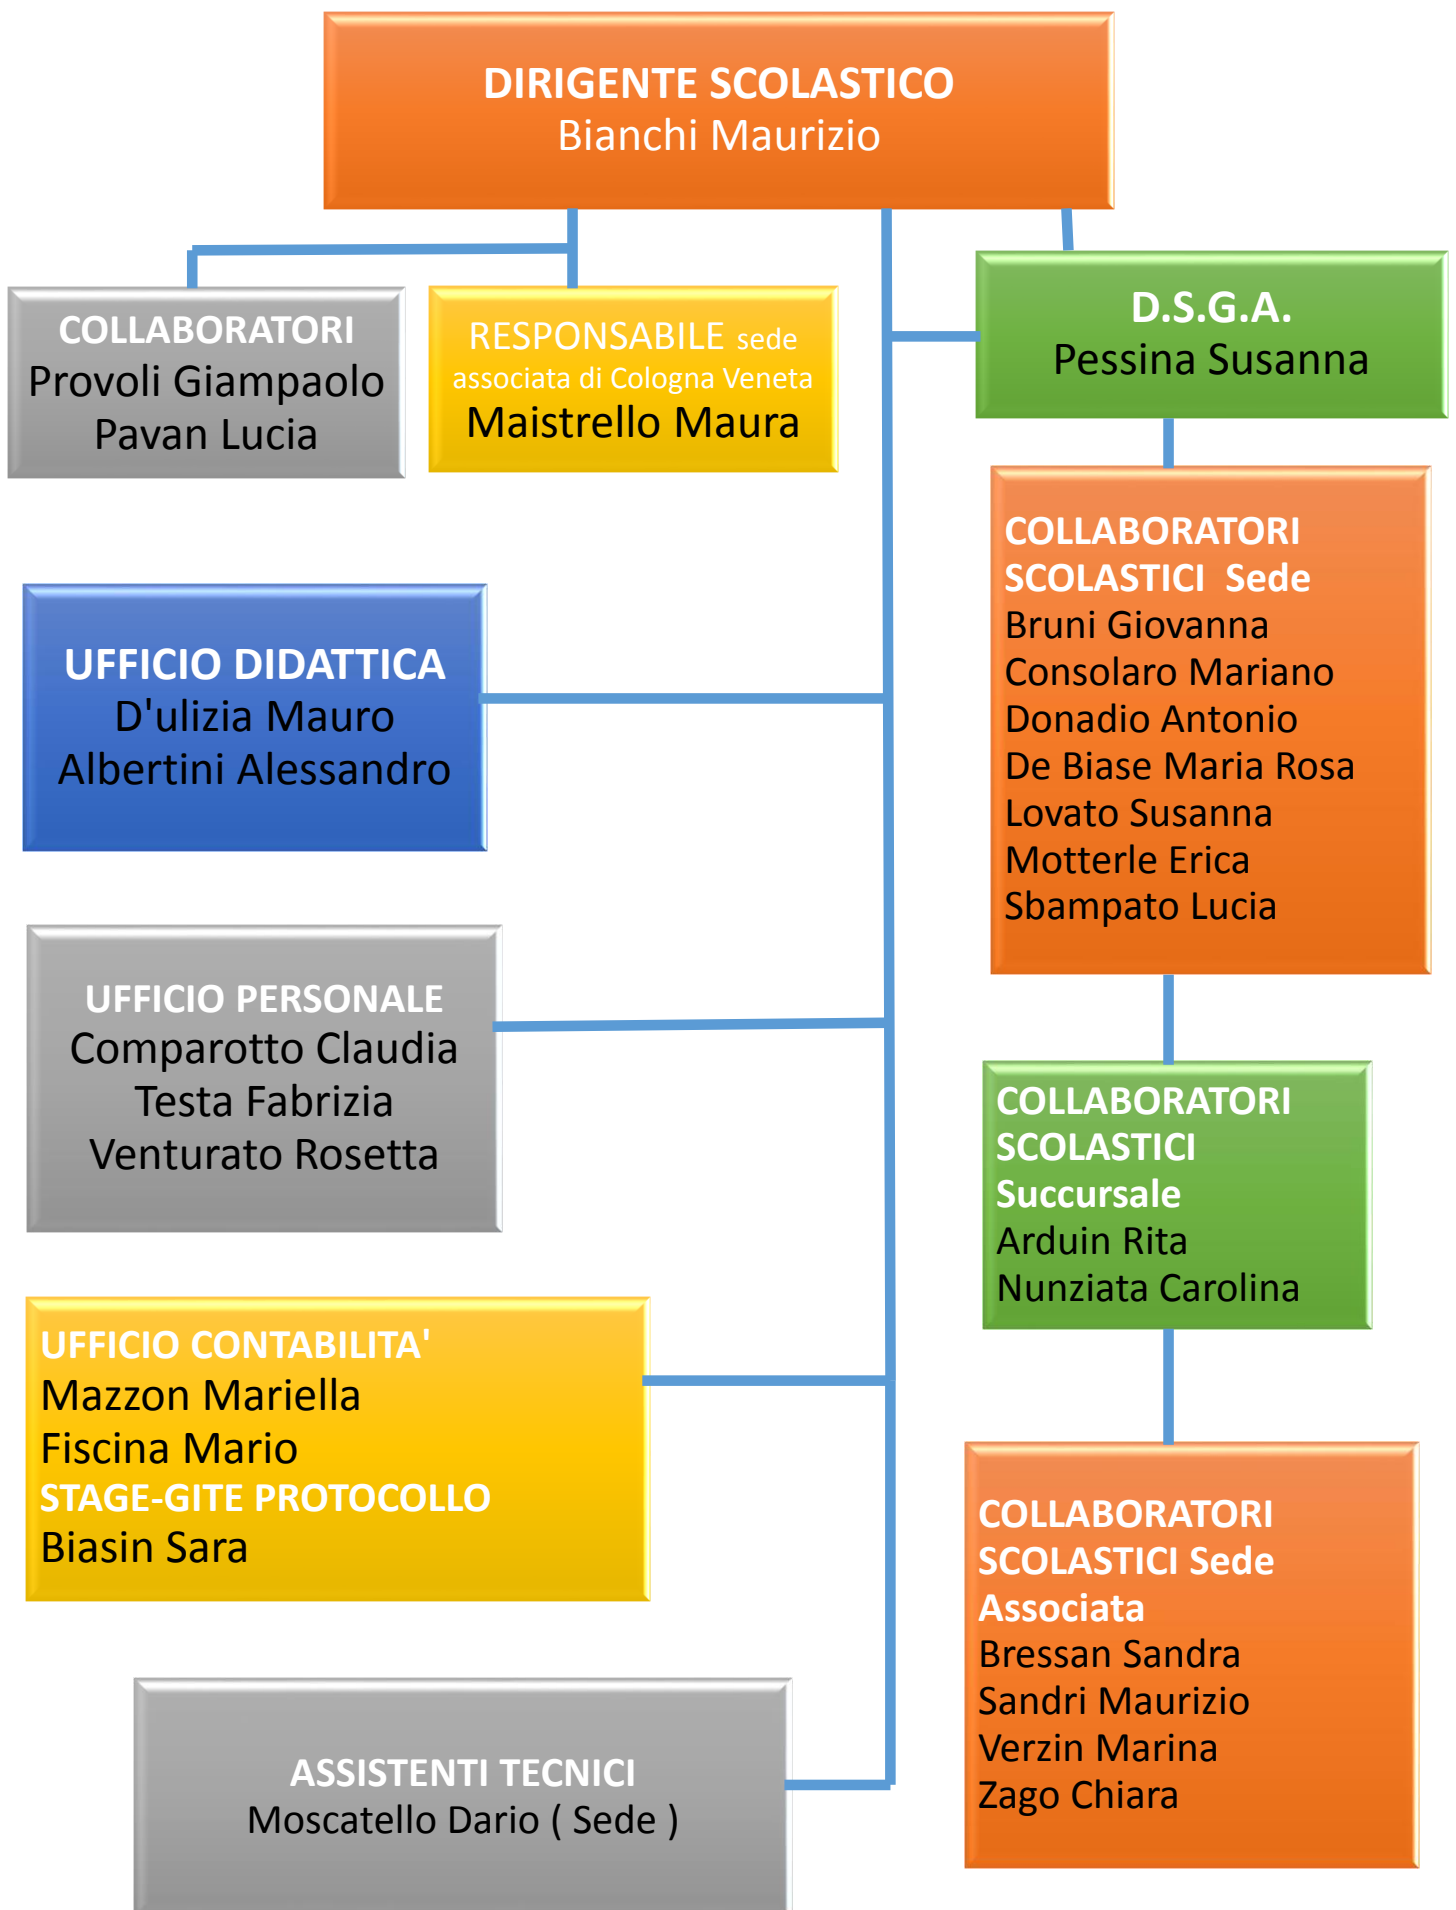 DIRIGENTE SCOLASTICO
Bianchi Maurizio
COLLABORATORI
Provoli Giampaolo
Pavan Lucia
RESPONSABILE sede
associata di Cologna Veneta
Maistrello Maura
D.S.G.A.
Pessina Susanna
UFFICIO DIDATTICA
D'ulizia Mauro
Albertini Alessandro
UFFICIO PERSONALE
Comparotto Claudia
Testa Fabrizia
Venturato Rosetta
UFFICIO CONTABILITA'
Mazzon Mariella
Fiscina Mario
STAGE-GITE PROTOCOLLO
Biasin Sara
ASSISTENTI TECNICI
Moscatello Dario ( Sede )
COLLABORATORI
SCOLASTICI Sede
Bruni Giovanna
Consolaro Mariano
Donadio Antonio
De Biase Maria Rosa
Lovato Susanna
Motterle Erica
Sbampato Lucia
COLLABORATORI
SCOLASTICI
Succursale
Arduin Rita
Nunziata Carolina
COLLABORATORI
SCOLASTICI Sede
Associata
Bressan Sandra
Sandri Maurizio
Verzin Marina
Zago Chiara